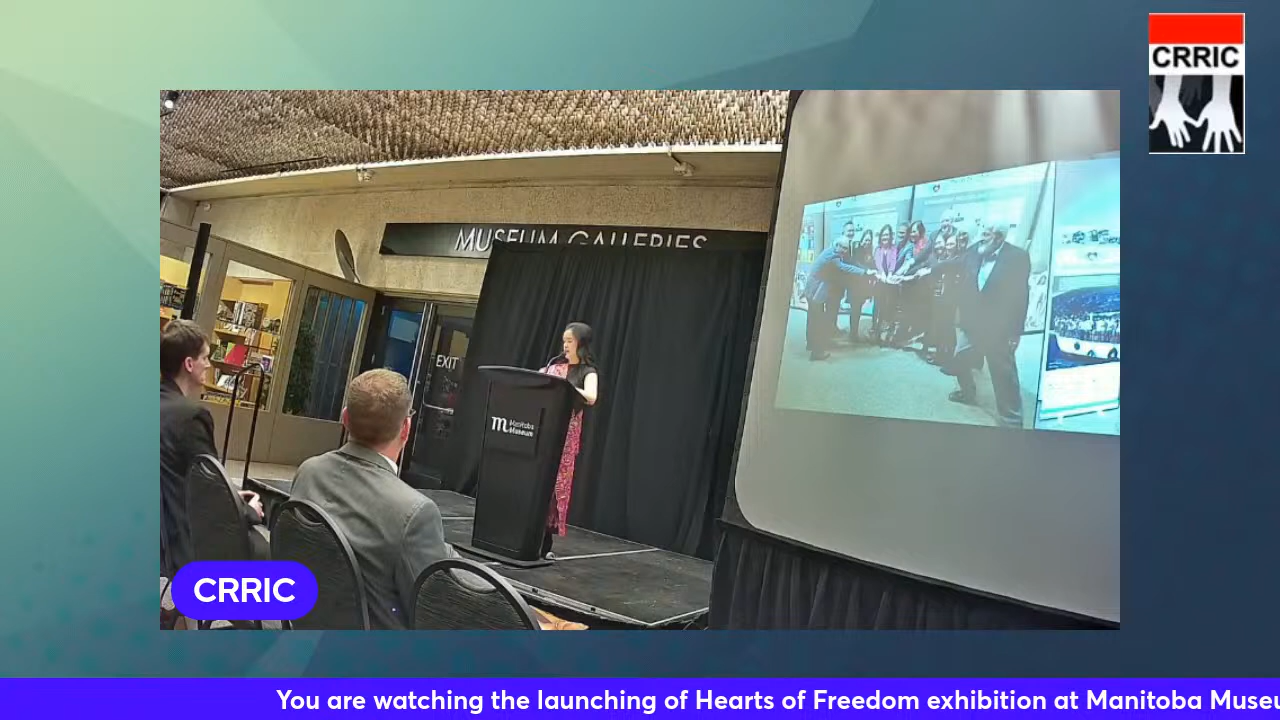 CRRIC
MUSEUM GALLERIES
EXIT
m Manitoba
Museum
CRRIC
You are watching the launching of Hearts of Freedom exhibition at Manitoba Museu